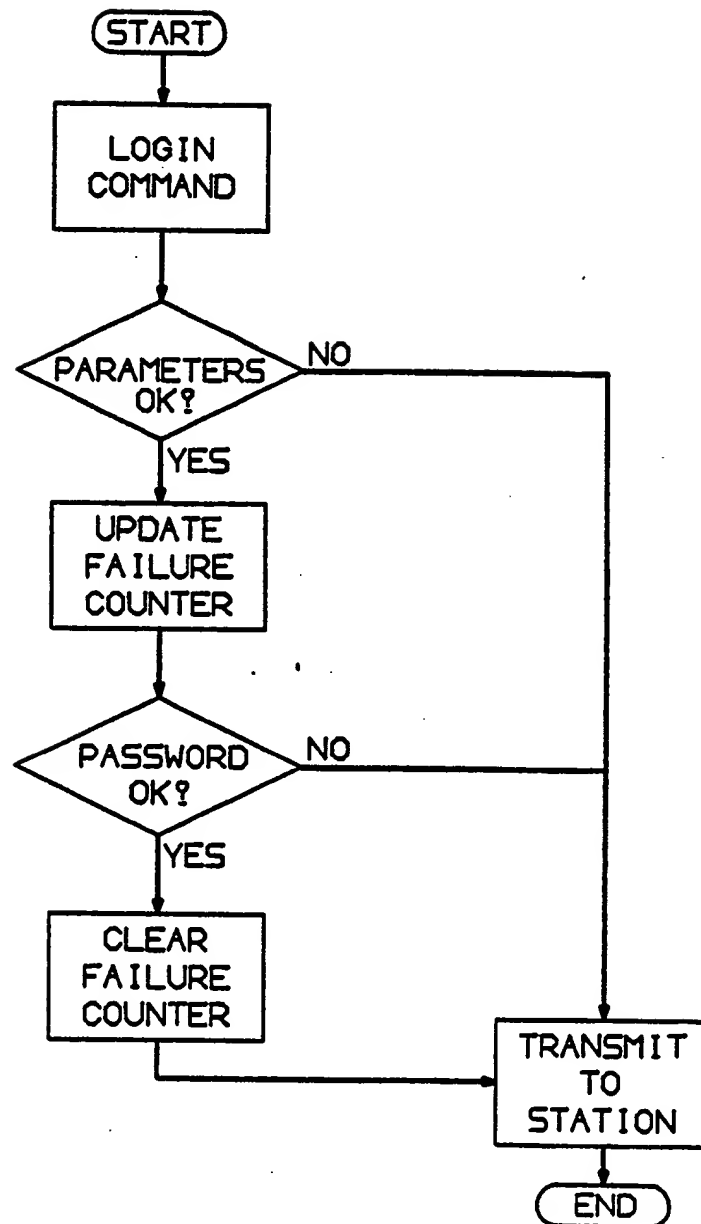 START
LOGIN
COMMAND
PARAMETERS
OK?
NO
YES
UPDATE
FAILURE
COUNTER
PASSWORD
OK?
NO
YES
CLEAR
FAILURE
COUNTER
TRANSMIT
TO
STATION
END